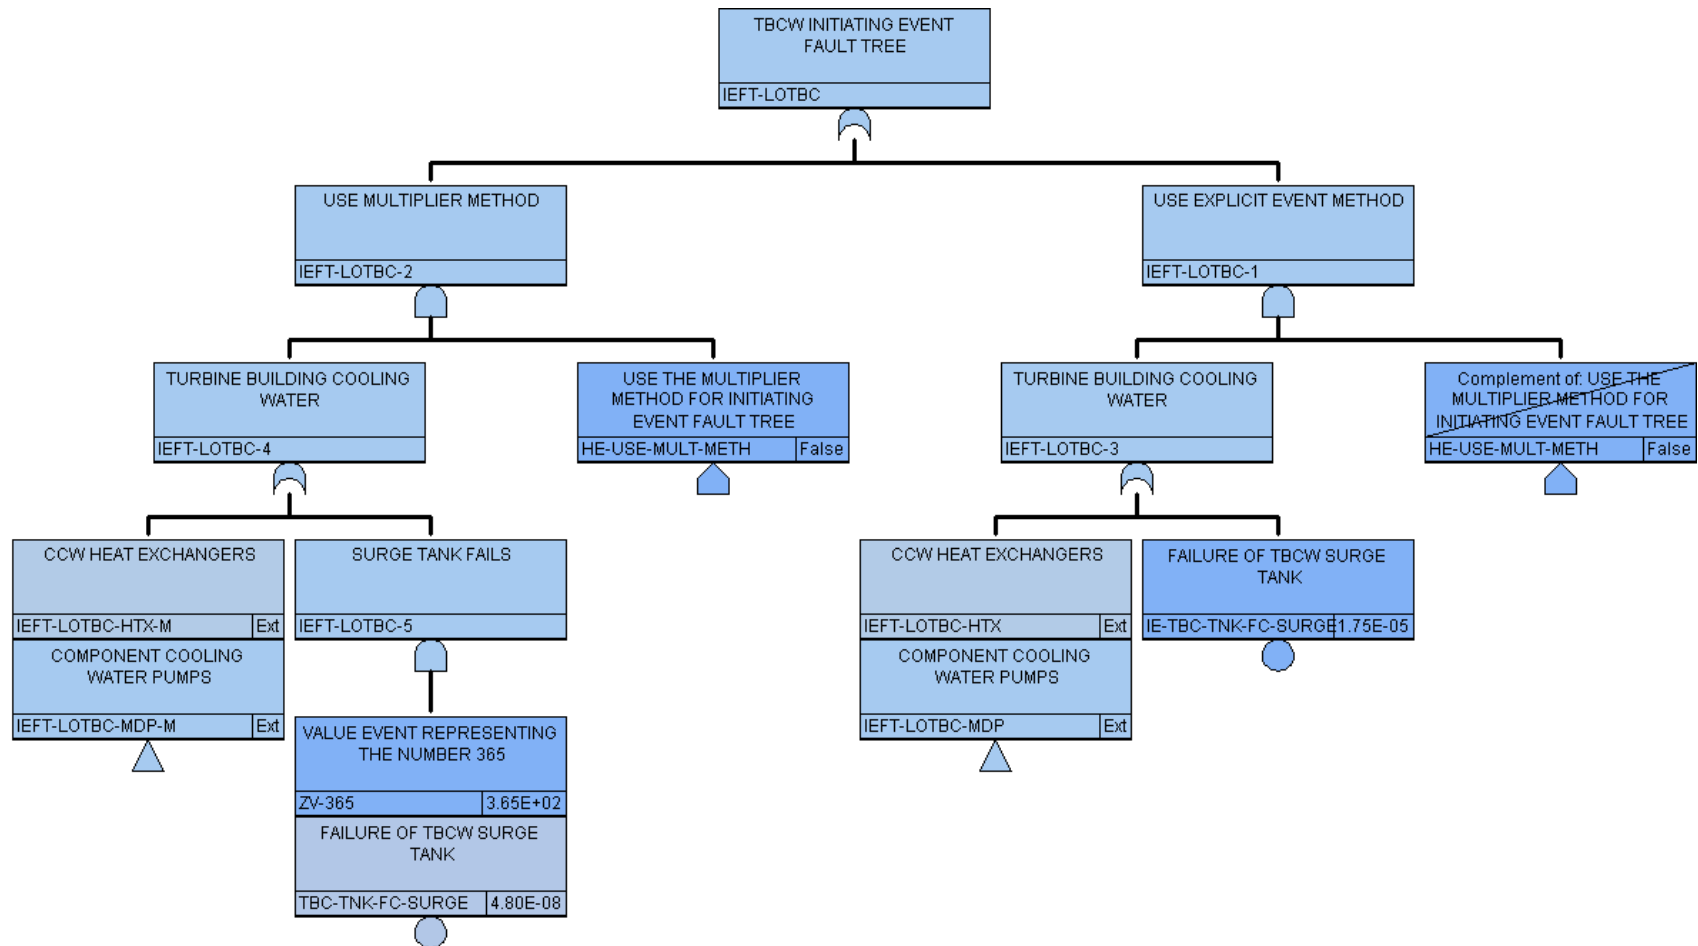 TBCW INITIATING EVENT
FAULT TREE
IEFT-LOTBC
USE MULTIPLIER METHOD
IEFT-LOTBC-2
USE EXPLICIT EVENT METHOD
IEFT-LOTBC-1
TURBINE BUILDING COOLING
WATER
IEFT-LOTBC-4
USE THE MULTIPLIER
METHOD FOR INITIATING
EVENT FAULT TREE
HE-USE-MULT-METH False
TURBINE BUILDING COOLING
WATER
IEFT-LOTBC-3
Complement of: USE THE
MULTIPLIER METHOD FOR
INITIATING EVENT FAULT TREE
HE-USE-MULT-METH False
CCW HEAT EXCHANGERS
IEFT-LOTBC-HTX-M Ext
COMPONENT COOLING
WATER PUMPS
IEFT-LOTBC-MDP-M Ext
SURGE TANK FAILS
IEFT-LOTBC-5
VALUE EVENT REPRESENTING
THE NUMBER 365
ZV-365 3.65E+02
FAILURE OF TBCW SURGE
TANK
TBC-TNK-FC-SURGE 4.80E-08
CCW HEAT EXCHANGERS
IEFT-LOTBC-HTX Ext
COMPONENT COOLING
WATER PUMPS
IEFT-LOTBC-MDP Ext
FAILURE OF TBCW SURGE
TANK
IE-TBC-TNK-FC-SURGE 1.75E-05